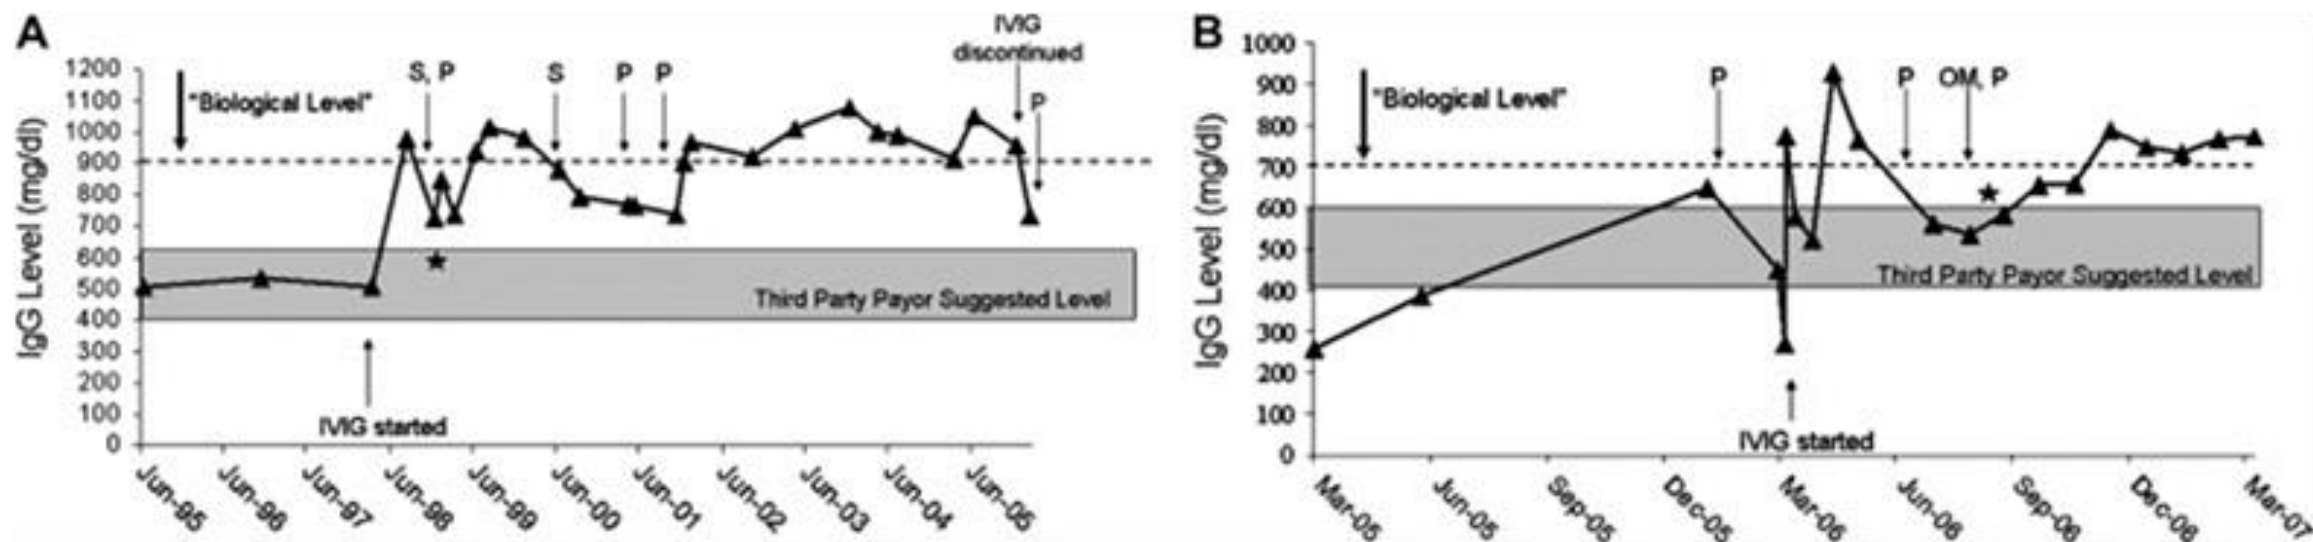 A
IgG Level (mg/dl)
1200
1100
1000
900
800
700
600
500
400
300
200
100
0
"Biological Level"
S, P
S
P
P
IVIG
discontinued
P
Third Party Payor Suggested Level
IVIG started
Jun-95
Jun-96
Jun-97
Jun-98
Jun-99
Jun-00
Jun-01
Jun-02
Jun-03
Jun-04
Jun-05
B
IgG Level (mg/dl)
1000
900
800
700
600
500
400
300
200
100
0
"Biological Level"
P
P
OM, P
Third Party Payor Suggested Level
IVIG started
Mar-05
Jun-05
Sep-05
Dec-05
Mar-06
Jun-06
Sep-06
Dec-06
Mar-07